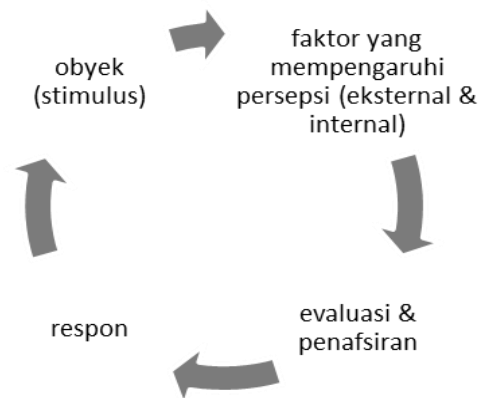 obyek
(stimulus)
faktor yang
mempengaruhi
persepsi (eksternal &
internal)
evaluasi &
penafsiran
respon